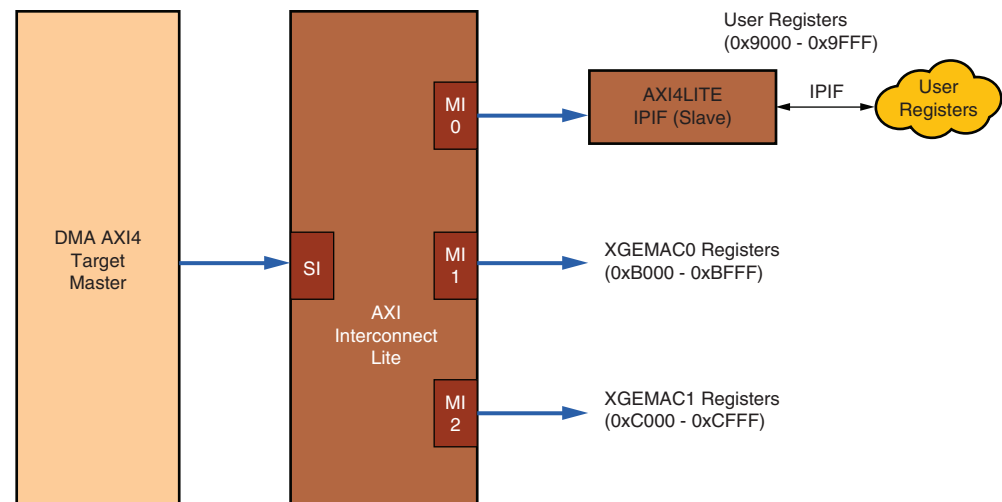 User Registers
(0x9000 - 0x9FFF)
MI
0
AXI4LITE
IPIF (Slave)
IPIF
User
Registers
DMA AXI4
Target
Master
SI
MI
1
XGEMAC0 Registers
(0xB000 - 0xBFFF)
AXI
Interconnect
Lite
MI
2
XGEMAC1 Registers
(0xC000 - 0xCFFF)